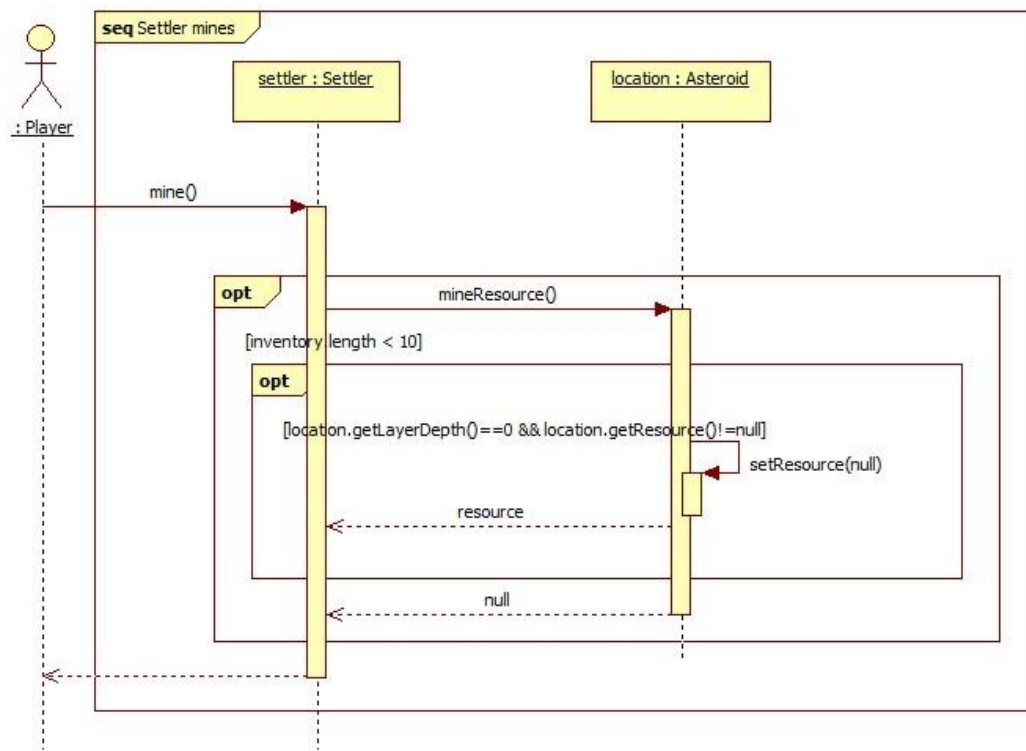 seq Settler mines
settler : Settler
location : Asteroid
: Player
mine()
opt
mineResource()
[inventory.length < 10]
opt
[location.getLayerDepth()==0 && location.getResource()!=null]
setResource(null)
resource
null